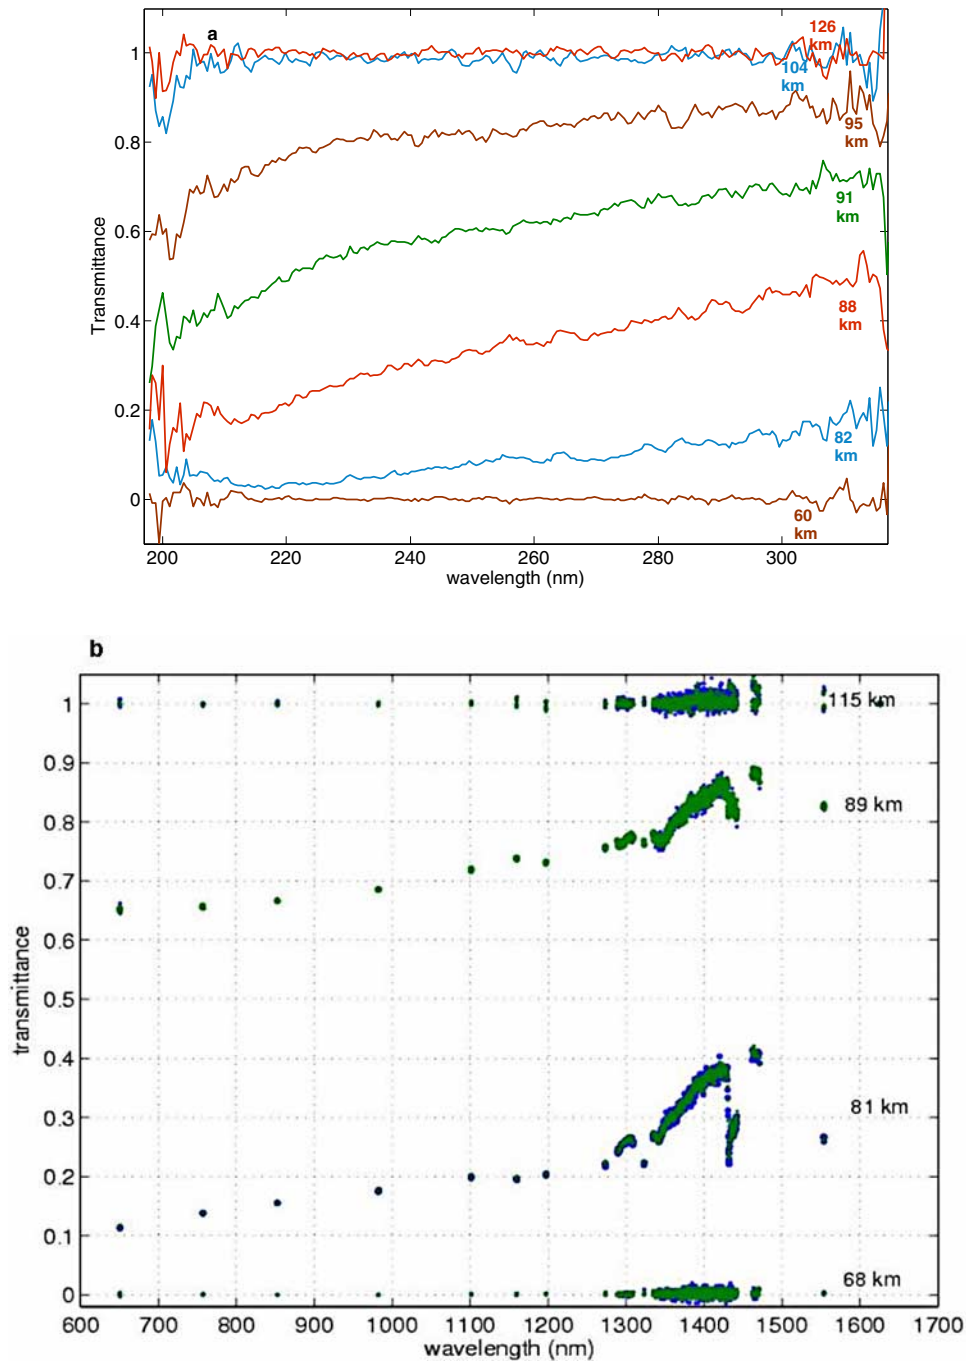 a
1
0.8
0.6
0.4
0.2
0
Transmittance
126
km
104
km
95
km
91
km
88
km
82
km
60
km
200 220 240 260 280 300
wavelength (nm)
b
1
0.9
0.8
0.7
0.6
0.5
0.4
0.3
0.2
0.1
0
transmittance
115 km
89 km
81 km
68 km
600 700 800 900 1000 1100 1200 1300 1400 1500 1600 1700
wavelength (nm)